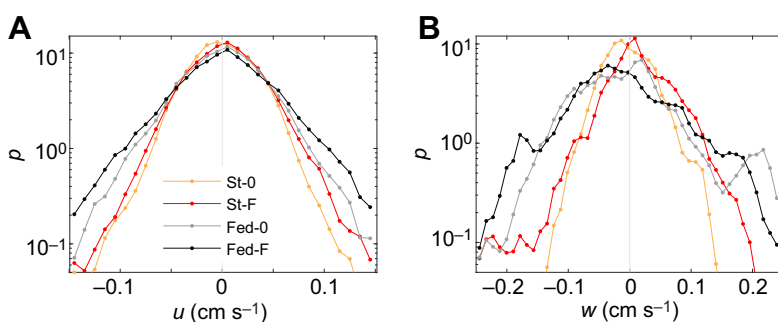 A
B
p
10¹
10⁰
10⁻¹
St-0
St-F
Fed-0
Fed-F
−0.1
0
0.1
u (cm s⁻¹)
p
10¹
10⁰
10⁻¹
−0.2
−0.1
0
0.1
0.2
w (cm s⁻¹)